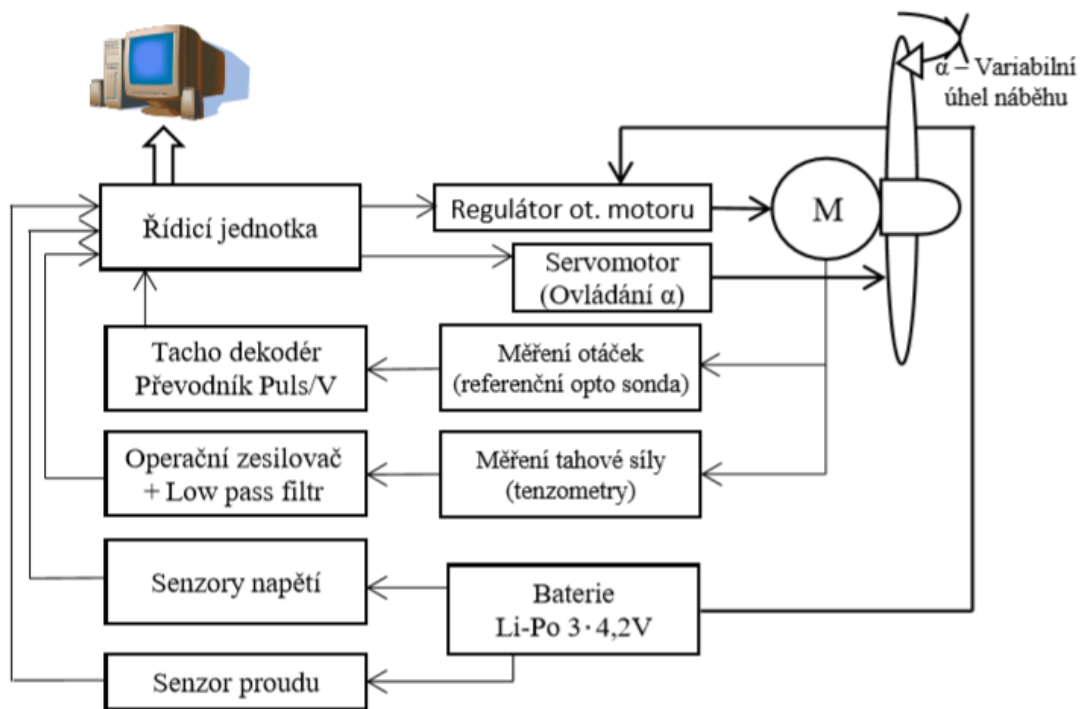 α – Variabilní
úhel náběhu
Řídicí jednotka
Regulátor ot. motoru
M
Servomotor
(Ovládání α)
Tacho dekodér
Převodník Puls/V
Měření otáček
(referenční opto sonda)
Operační zesilovač
+ Low pass filtr
Měření tahové síly
(tenzometry)
Senzory napětí
Baterie
Li-Po 3·4,2V
Senzor proudu